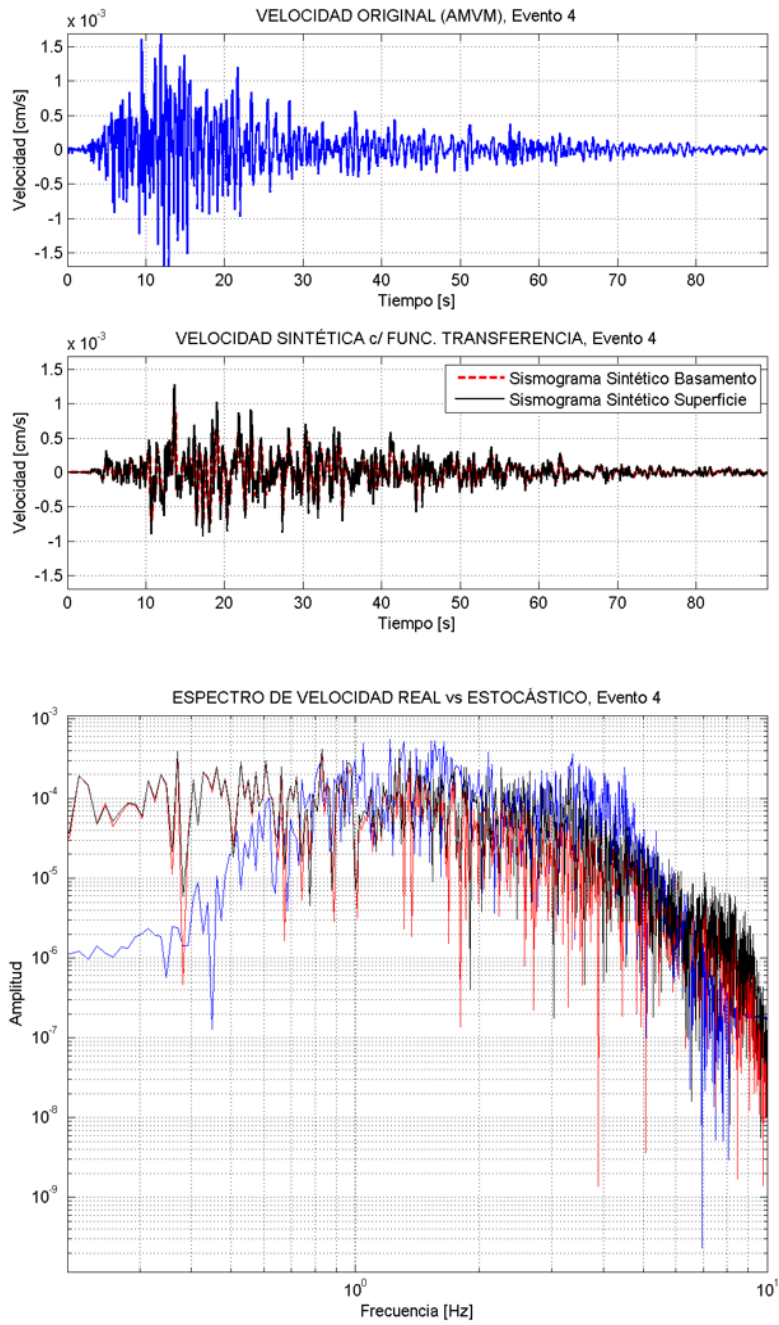 VELOCIDAD ORIGINAL (AMVM), Evento 4
x 10⁻³
1.5
1
0.5
0
-0.5
-1
-1.5
Velocidad [cm/s]
0 10 20 30 40 50 60 70 80
Tiempo [s]
VELOCIDAD SINTÉTICA c/ FUNC. TRANSFERENCIA, Evento 4
x 10⁻³
Sismograma Sintético Basamento
Sismograma Sintético Superficie
1.5
1
0.5
0
-0.5
-1
-1.5
Velocidad [cm/s]
0 10 20 30 40 50 60 70 80
Tiempo [s]
ESPECTRO DE VELOCIDAD REAL vs ESTOCÁSTICO, Evento 4
10⁻³
10⁻⁴
10⁻⁵
10⁻⁶
10⁻⁷
10⁻⁸
10⁻⁹
Amplitud
10⁰ 10¹
Frecuencia [Hz]